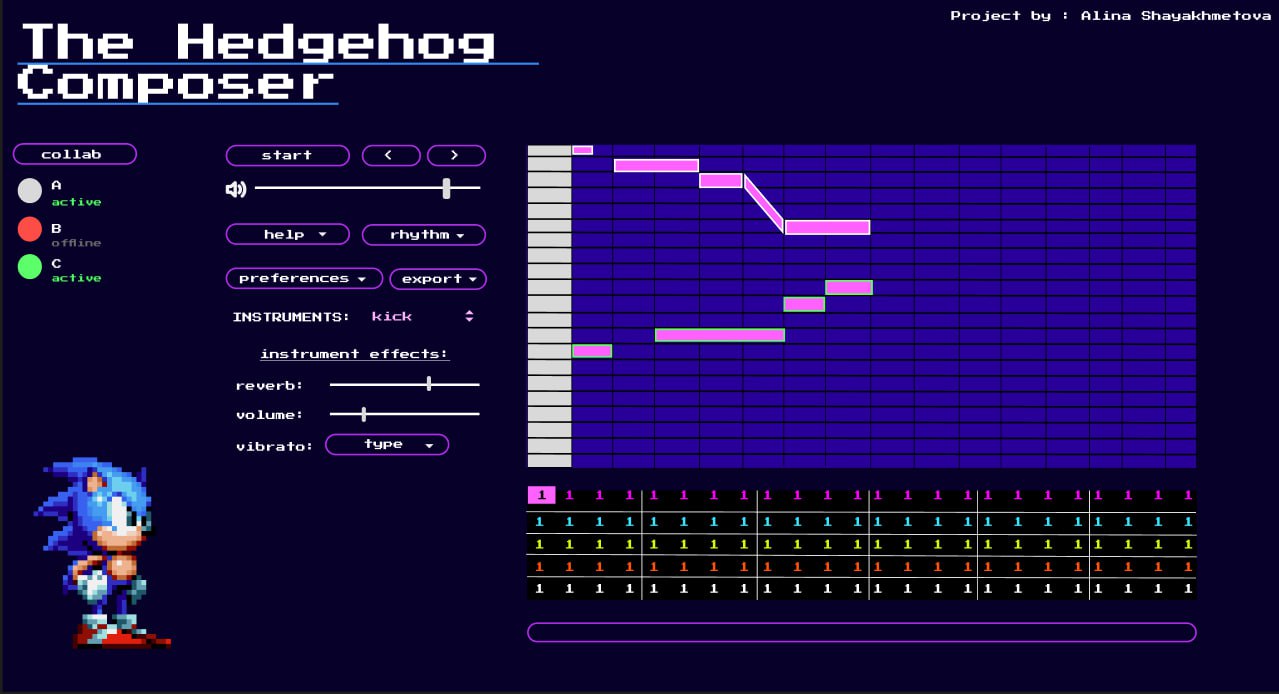 Project by : Alina Shayakhmetova
The Hedgehog
Composer
collab
A
active
B
offline
C
active
start < >
help rhythm
preferences export
INSTRUMENTS: kick
instrument effects:
reverb:
volume:
vibrato: type
1 1 1 1 1 1 1 1 1 1 1 1 1 1 1 1 1 1 1 1 1 1 1 1
1 1 1 1 1 1 1 1 1 1 1 1 1 1 1 1 1 1 1 1 1 1 1 1
1 1 1 1 1 1 1 1 1 1 1 1 1 1 1 1 1 1 1 1 1 1 1 1
1 1 1 1 1 1 1 1 1 1 1 1 1 1 1 1 1 1 1 1 1 1 1 1
1 1 1 1 1 1 1 1 1 1 1 1 1 1 1 1 1 1 1 1 1 1 1 1